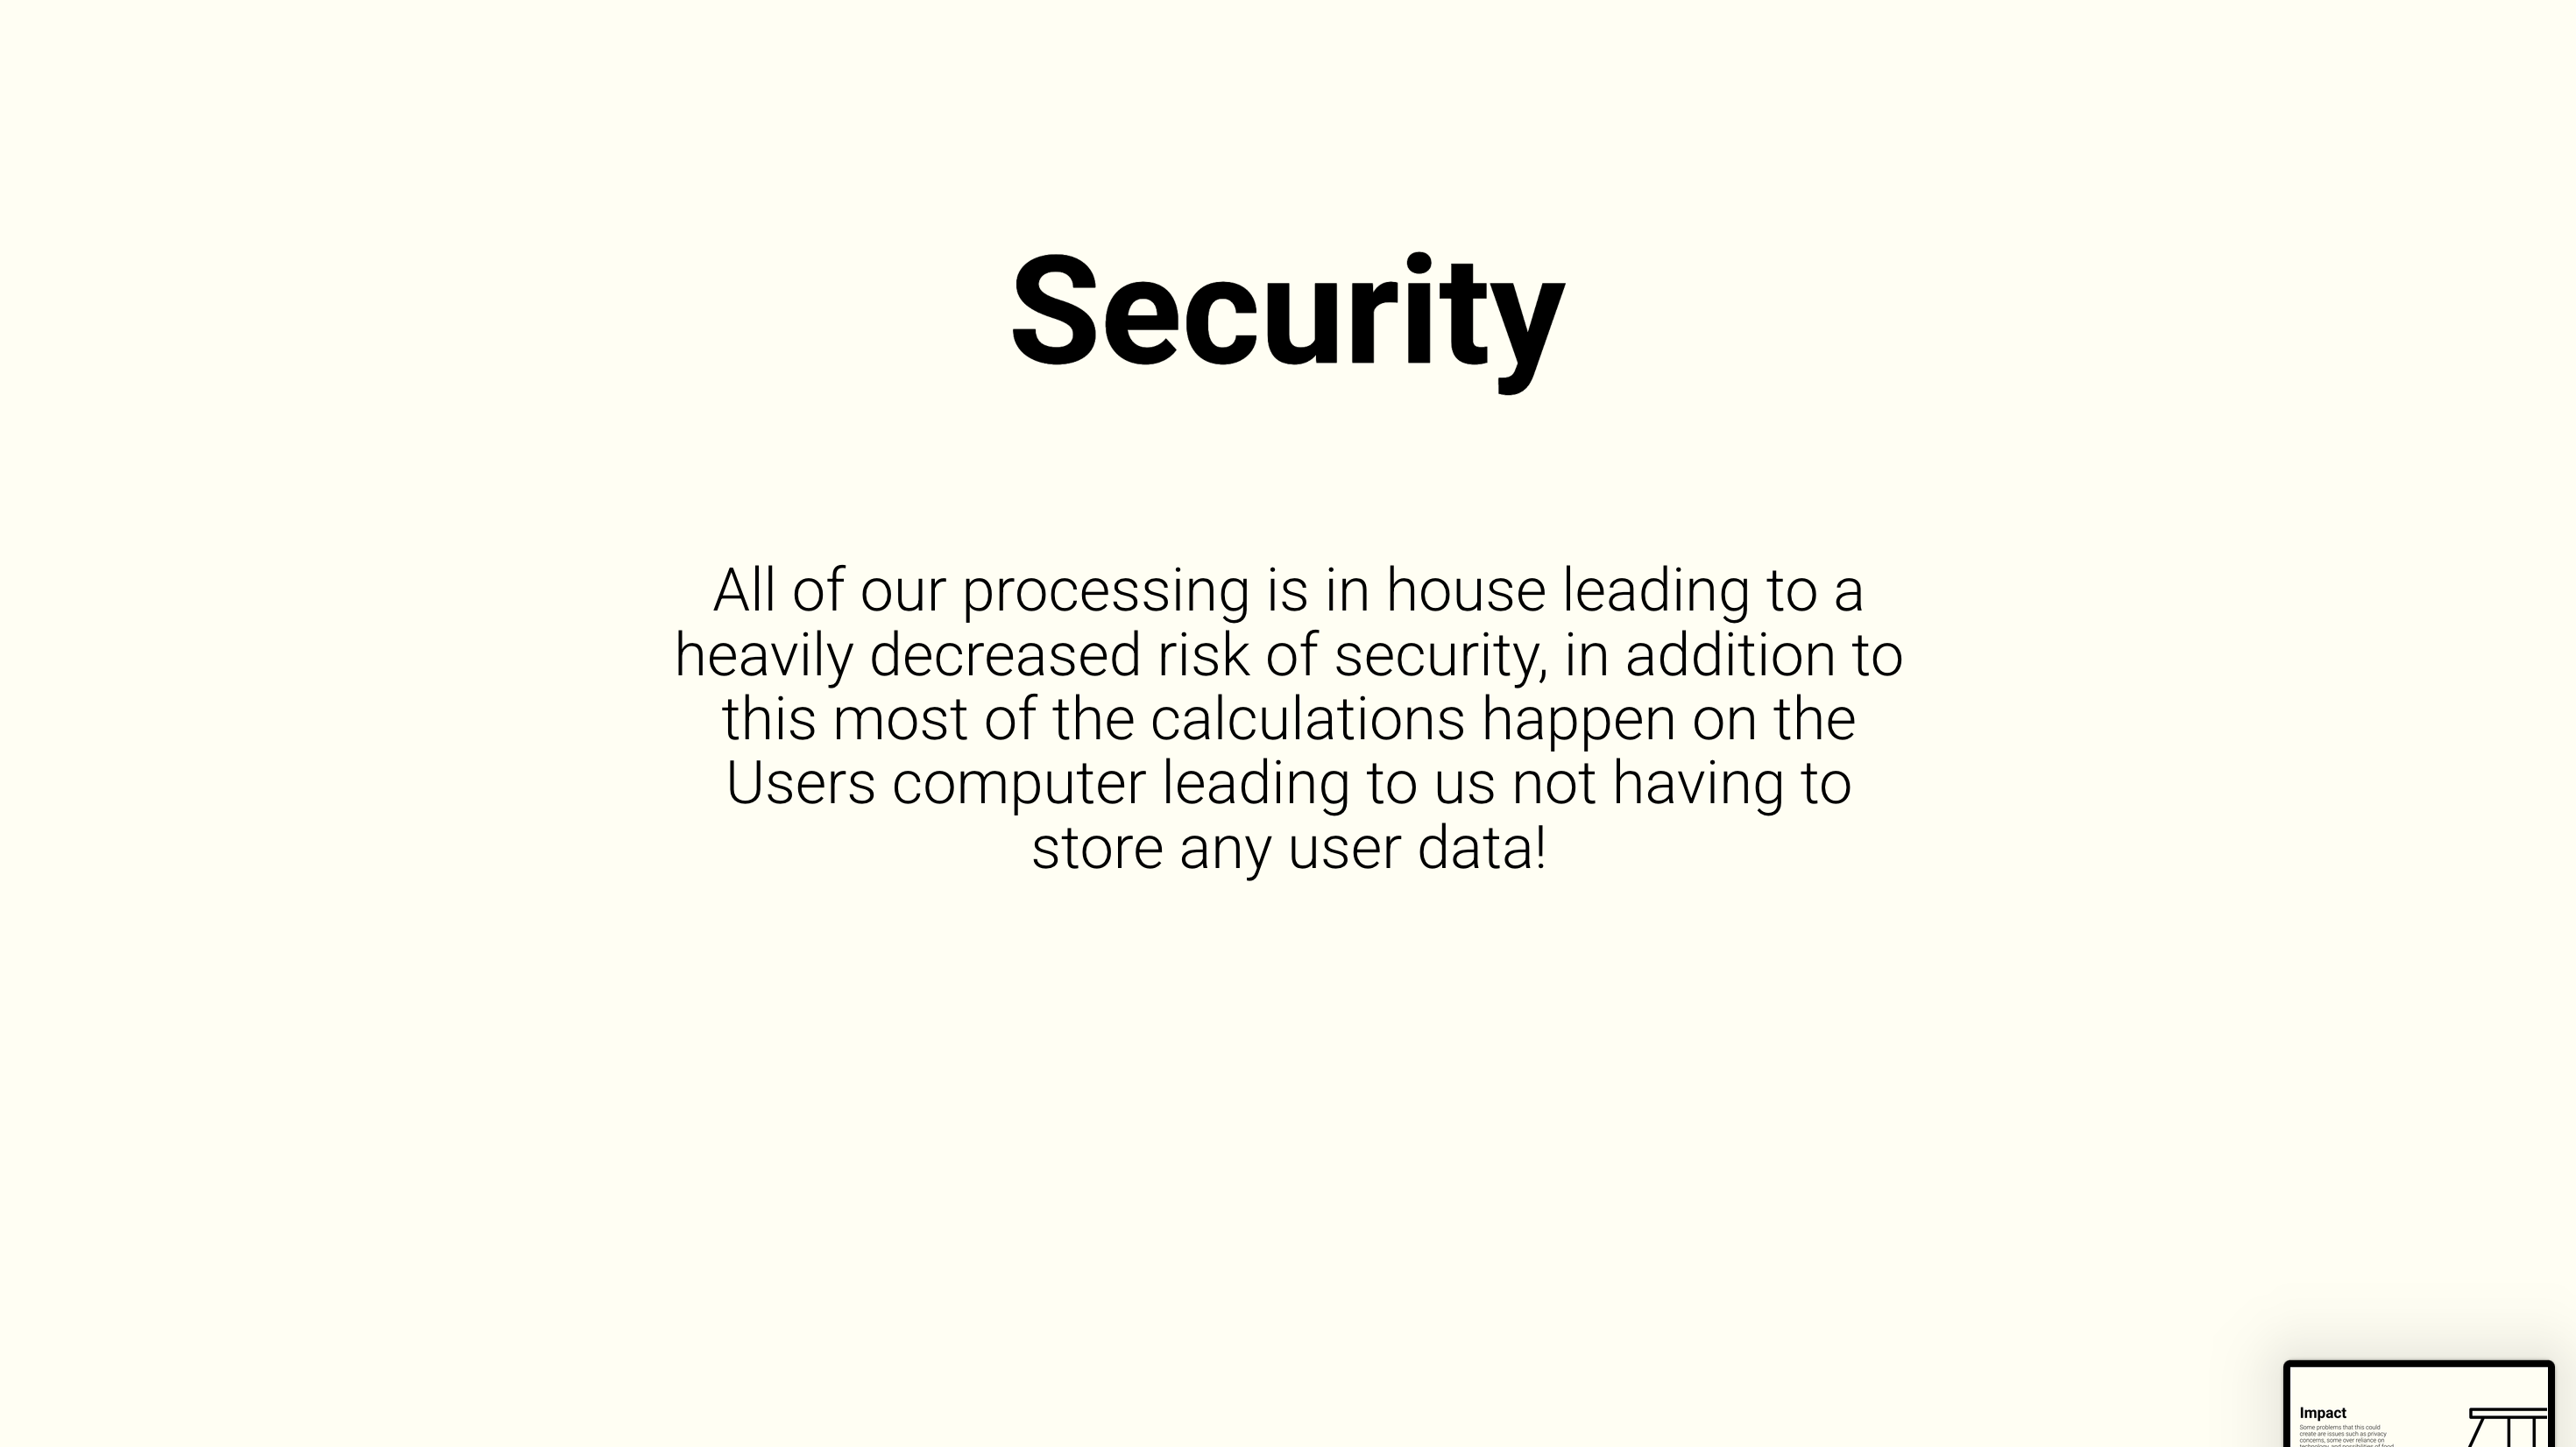 Security
All of our processing is in house leading to a
heavily decreased risk of security, in addition to
this most of the calculations happen on the
Users computer leading to us not having to
store any user data!
Impact
Some problems that this could
create are issues such as privacy
concerns, some over reliance on
technology, and possibilities of food